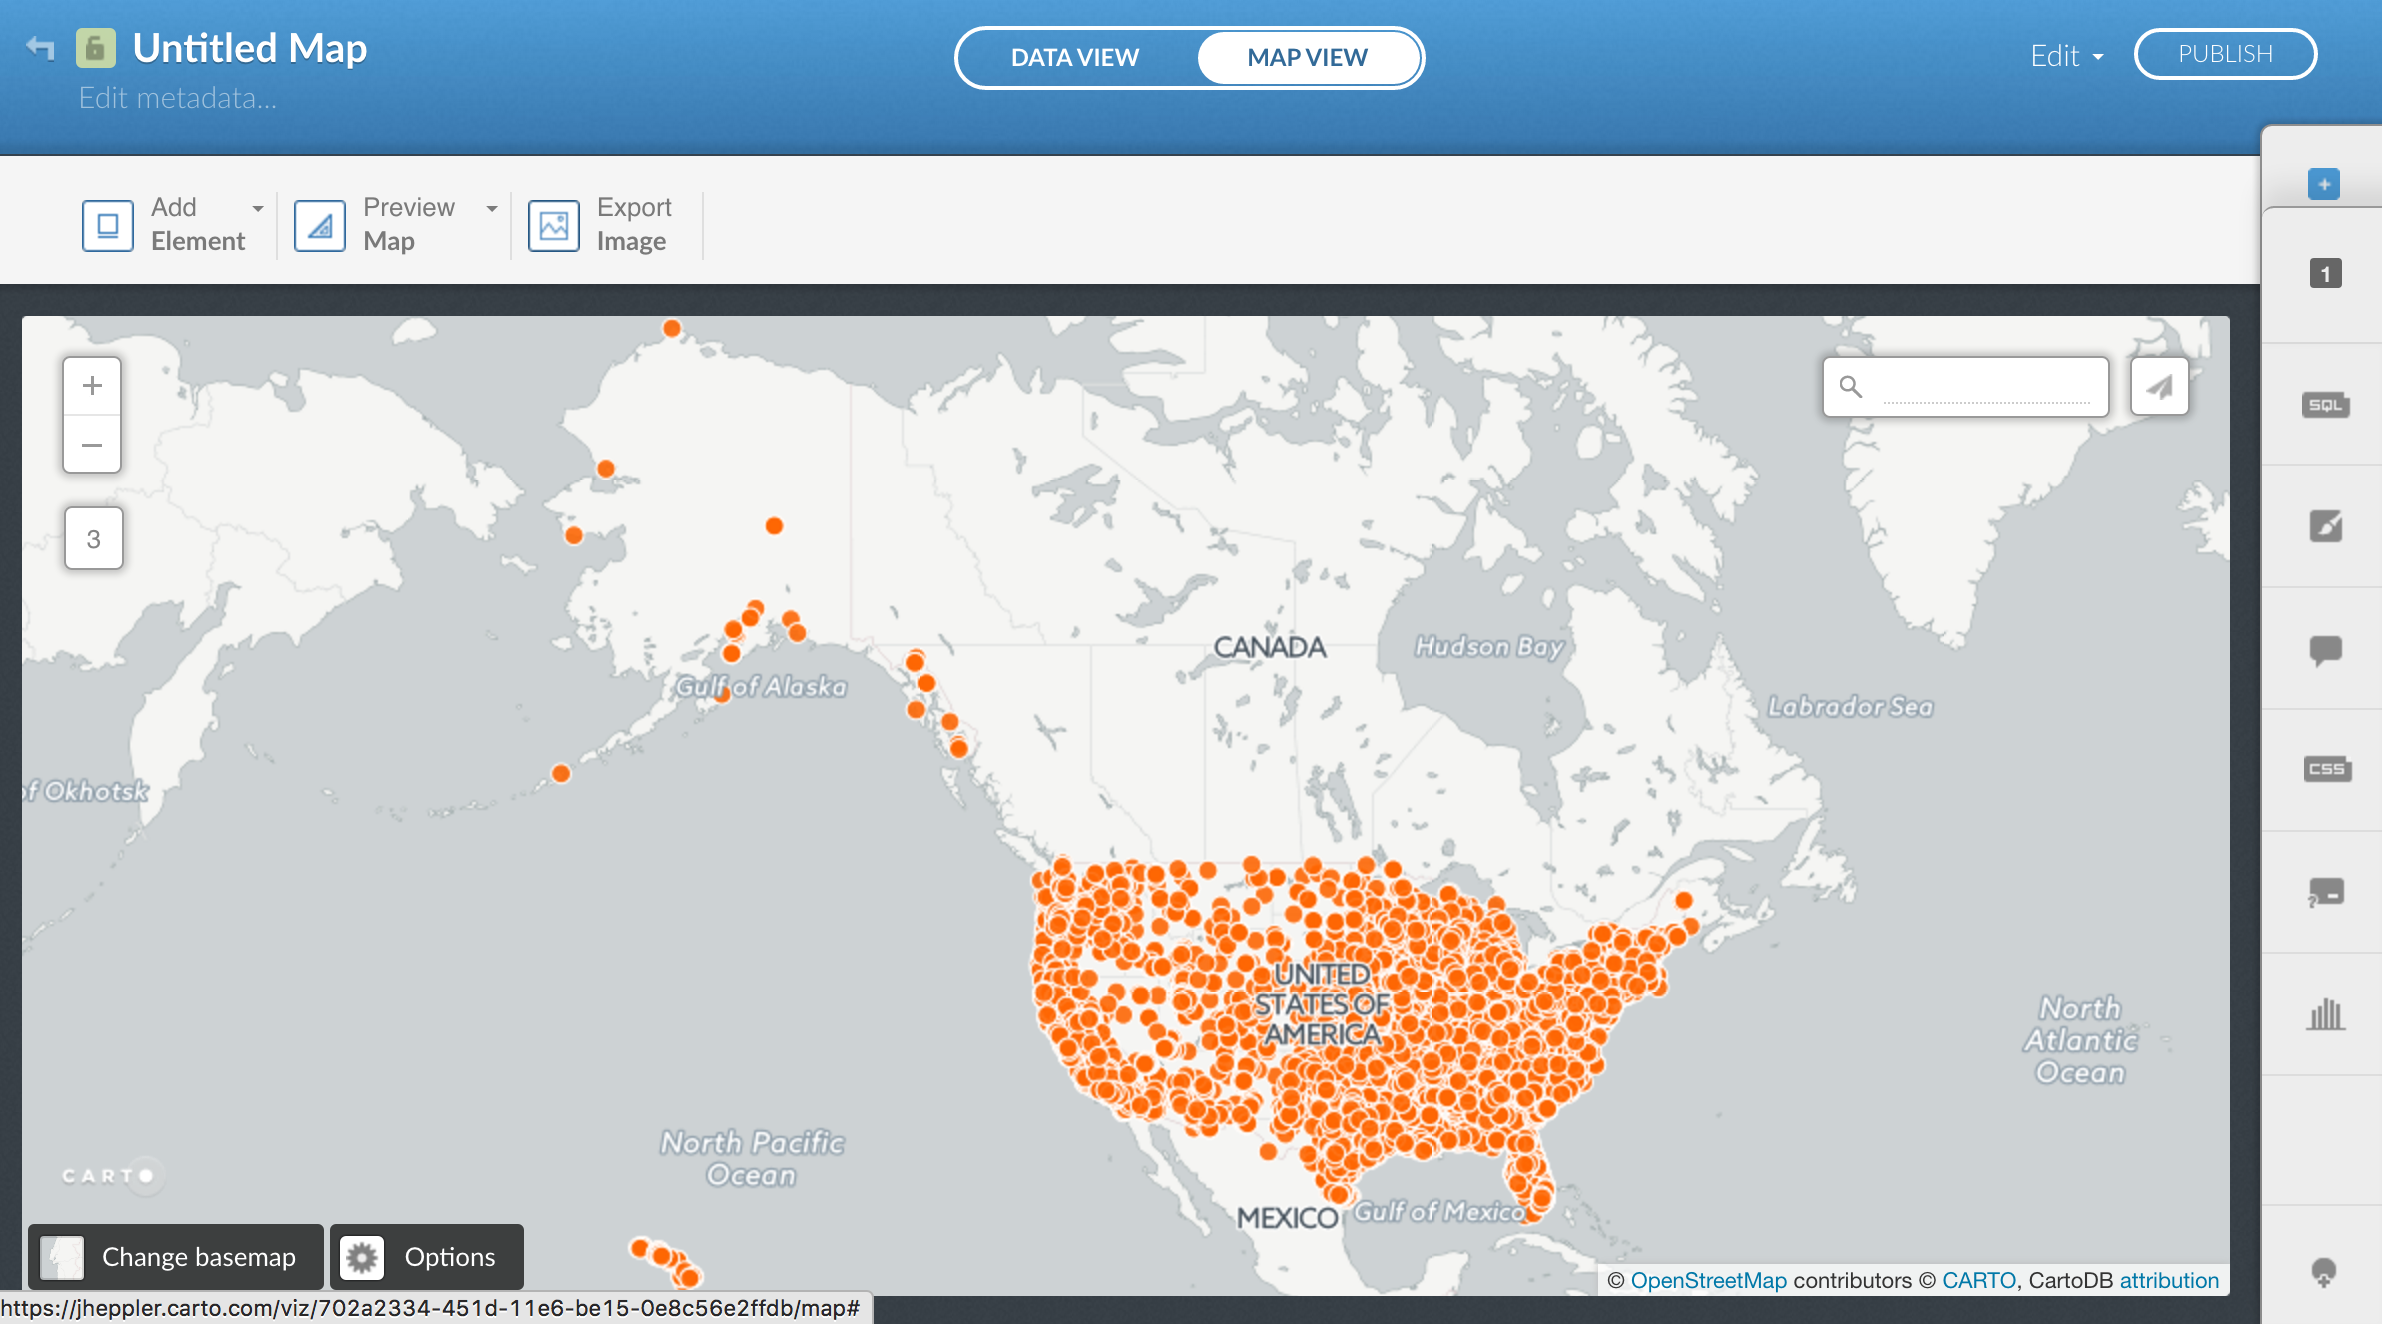 Untitled Map
Edit metadata...
DATA VIEW
MAP VIEW
Edit
PUBLISH
Add
Element
Preview
Map
Export
Image
+
1
SQL
CSS
?
+
−
3
CANADA
Hudson Bay
Gulf of Alaska
Labrador Sea
of Okhotsk
UNITED
STATES OF
AMERICA
North
Atlantic
Ocean
North Pacific
Ocean
CARTO
MEXICO
Gulf of Mexico
Change basemap
Options
© OpenStreetMap contributors © CARTO, CartoDB attribution
https://jheppler.carto.com/viz/702a2334-451d-11e6-be15-0e8c56e2ffdb/map#